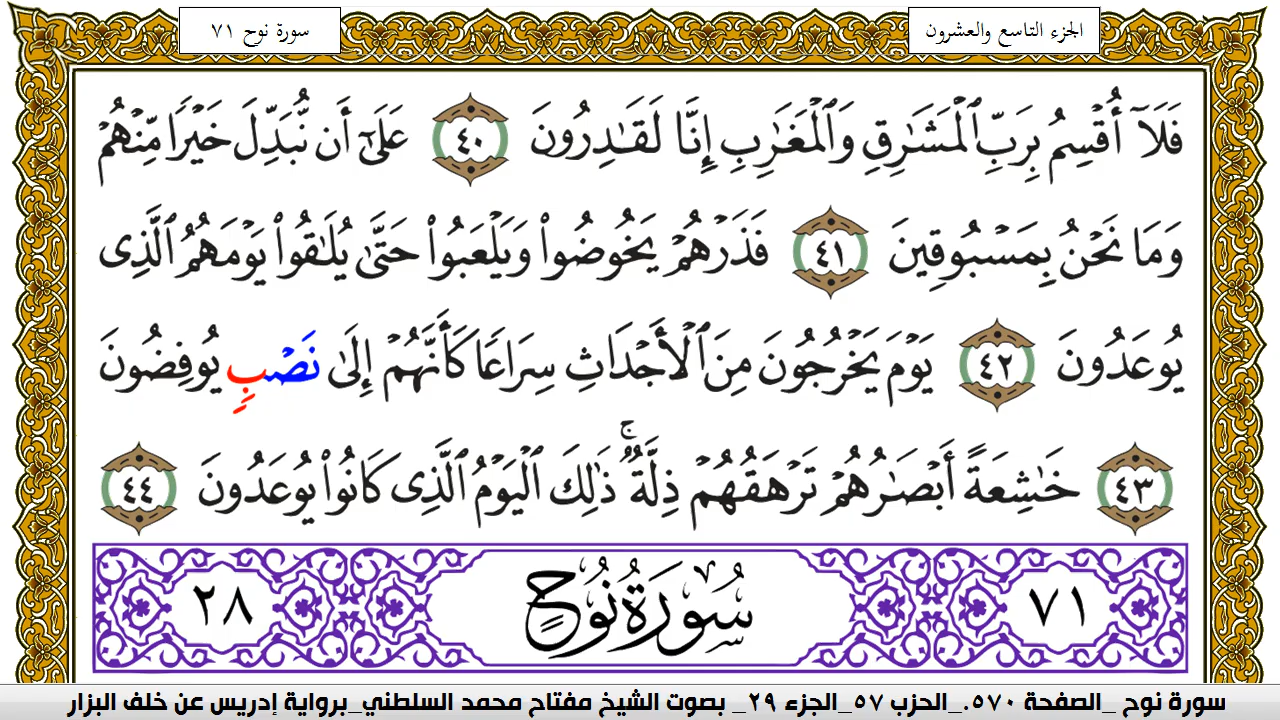 الجزء التاسع والعشرون
سورة نوح ٧١
فَلَآ أُقْسِمُ بِرَبِّ ٱلْمَشَٰرِقِ وَٱلْمَغَٰرِبِ إِنَّا لَقَٰدِرُونَ ٤٠ عَلَىٰٓ أَن نُّبَدِّلَ خَيْرًا مِّنْهُمْ
وَمَا نَحْنُ بِمَسْبُوقِينَ ٤١ فَذَرْهُمْ يَخُوضُوا۟ وَيَلْعَبُوا۟ حَتَّىٰ يُلَٰقُوا۟ يَوْمَهُمُ ٱلَّذِى
يُوعَدُونَ ٤٢ يَوْمَ يَخْرُجُونَ مِنَ ٱلْأَجْدَاثِ سِرَاعًا كَأَنَّهُمْ إِلَىٰ نَصْبٍ يُوفِضُونَ
٤٣ خَٰشِعَةً أَبْصَٰرُهُمْ تَرْهَقُهُمْ ذِلَّةٌ ۚ ذَٰلِكَ ٱلْيَوْمُ ٱلَّذِى كَانُوا۟ يُوعَدُونَ ٤٤
٧١ سُورَةُ نُوحٍ ٢٨
سورة نوح _الصفحة ٥٧٠._الحزب ٥٧_الجزء ٢٩_ بصوت الشيخ مفتاح محمد السلطني_برواية إدريس عن خلف البزار